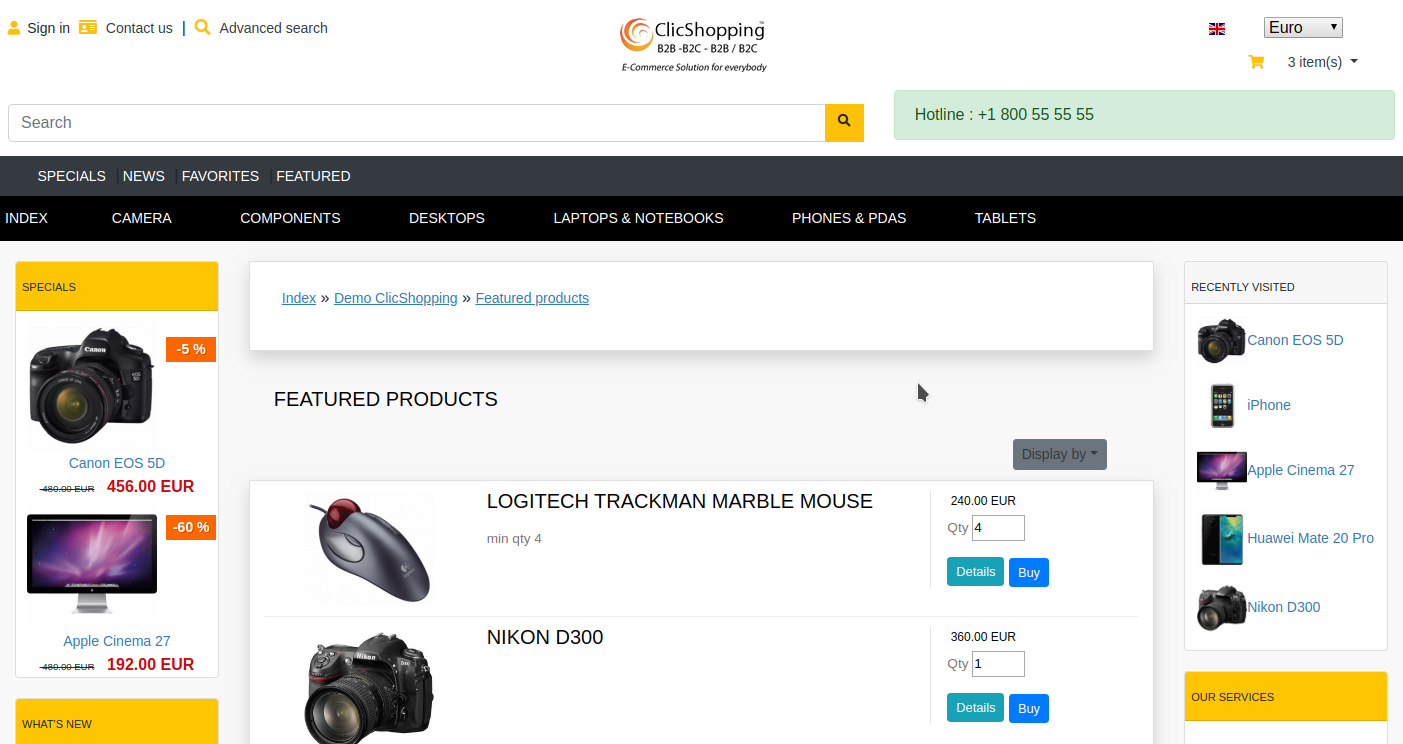 Sign in Contact us | Advanced search
ClicShopping™
B2B -B2C - B2B / B2C
E-Commerce Solution for everybody
Euro
3 item(s)
Search
Hotline : +1 800 55 55 55
SPECIALS | NEWS | FAVORITES | FEATURED
INDEX CAMERA COMPONENTS DESKTOPS LAPTOPS & NOTEBOOKS PHONES & PDAS TABLETS
SPECIALS
-5 %
Canon EOS 5D
480.00 EUR 456.00 EUR
-60 %
Apple Cinema 27
480.00 EUR 192.00 EUR
WHAT'S NEW
Index » Demo ClicShopping » Featured products
FEATURED PRODUCTS
Display by
LOGITECH TRACKMAN MARBLE MOUSE
min qty 4
240.00 EUR
Qty 4
Details Buy
NIKON D300
360.00 EUR
Qty 1
Details Buy
RECENTLY VISITED
Canon EOS 5D
iPhone
Apple Cinema 27
Huawei Mate 20 Pro
Nikon D300
OUR SERVICES
Canon
Nikon